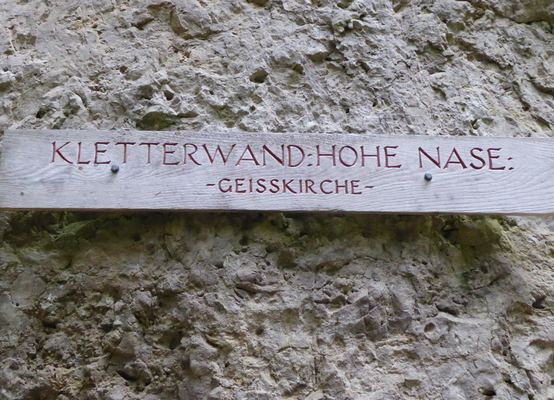 KLETTERWAND:HOHE NASE:
-GEISSKIRCHE-